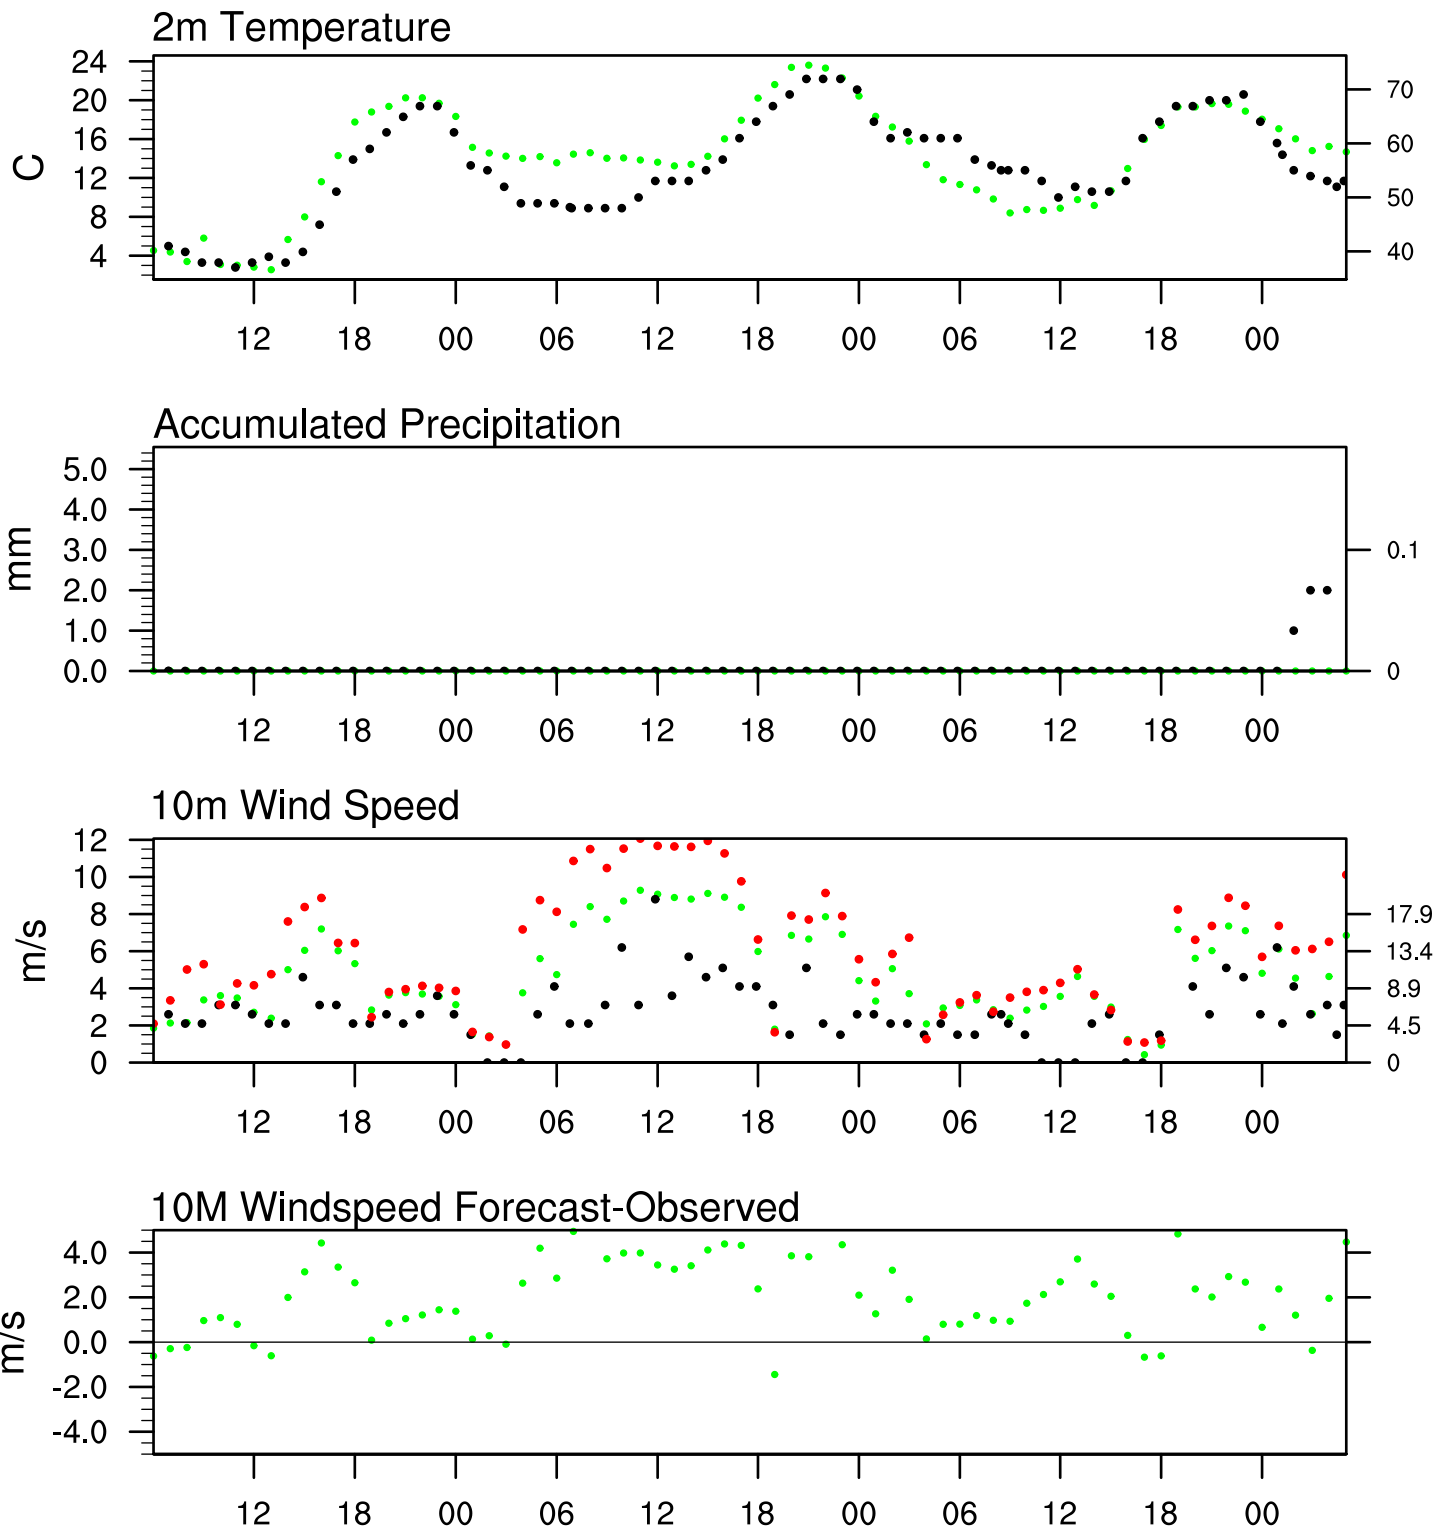 2m Temperature
24
20
16
12
8
4
C
70
60
50
40
12 18 00 06 12 18 00 06 12 18 00
Accumulated Precipitation
5.0
4.0
3.0
2.0
1.0
0.0
mm
0.1
0
12 18 00 06 12 18 00 06 12 18 00
10m Wind Speed
12
10
8
6
4
2
0
m/s
17.9
13.4
8.9
4.5
0
12 18 00 06 12 18 00 06 12 18 00
10M Windspeed Forecast-Observed
4.0
2.0
0.0
-2.0
-4.0
m/s
12 18 00 06 12 18 00 06 12 18 00